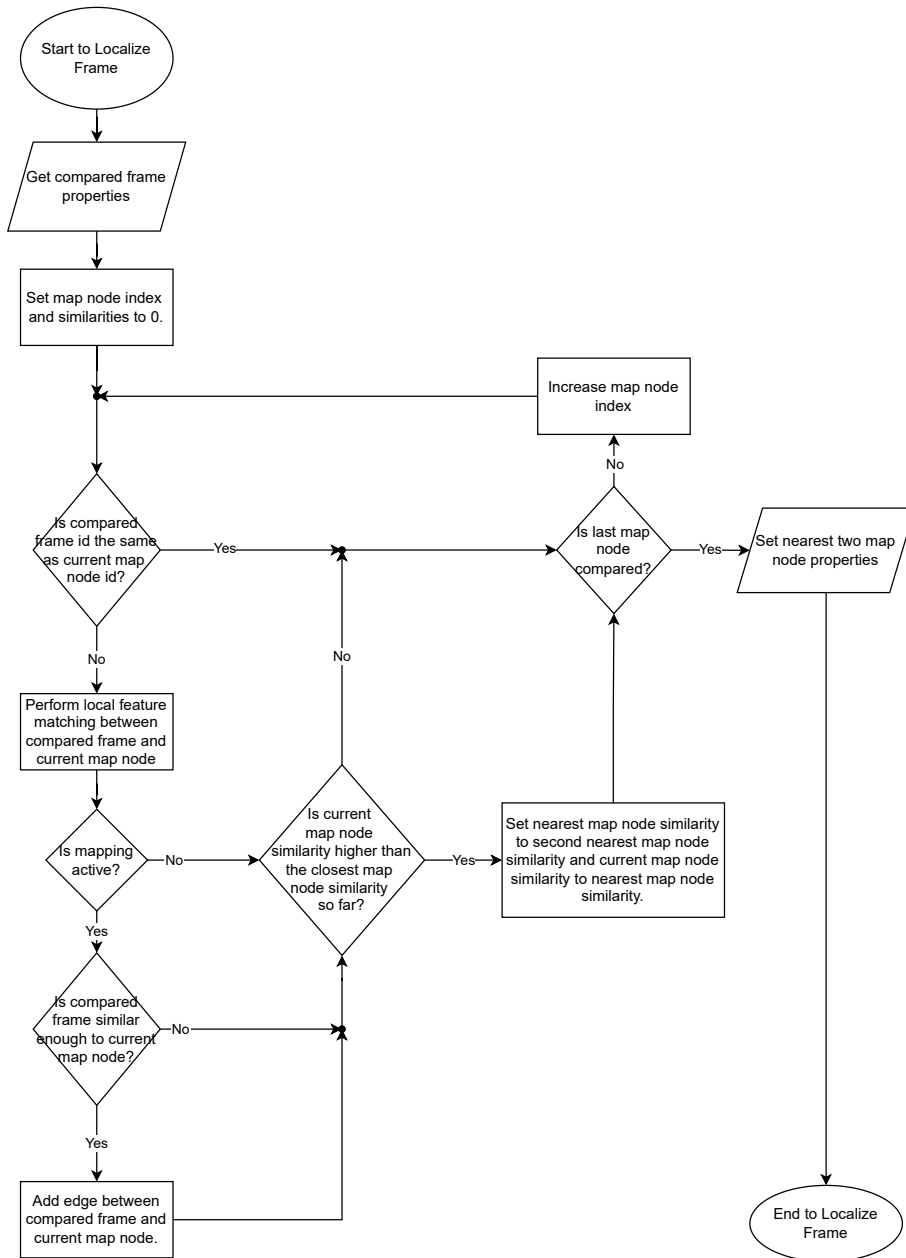 Start to Localize
Frame
Get compared frame
properties
Set map node index
and similarities to 0.
Increase map node
index
No
Is compared
frame id the same
as current map
node id?
Yes
Is last map
node
compared?
Yes
Set nearest two map
node properties
No
No
Perform local feature
matching between
compared frame and
current map node
Is mapping
active?
No
Is current
map node
similarity higher than
the closest map
node similarity
so far?
Yes
Set nearest map node similarity
to second nearest map node
similarity and current map node
similarity to nearest map node
similarity.
Yes
Is compared
frame similar
enough to current
map node?
No
Yes
Add edge between
compared frame and
current map node.
End to Localize
Frame